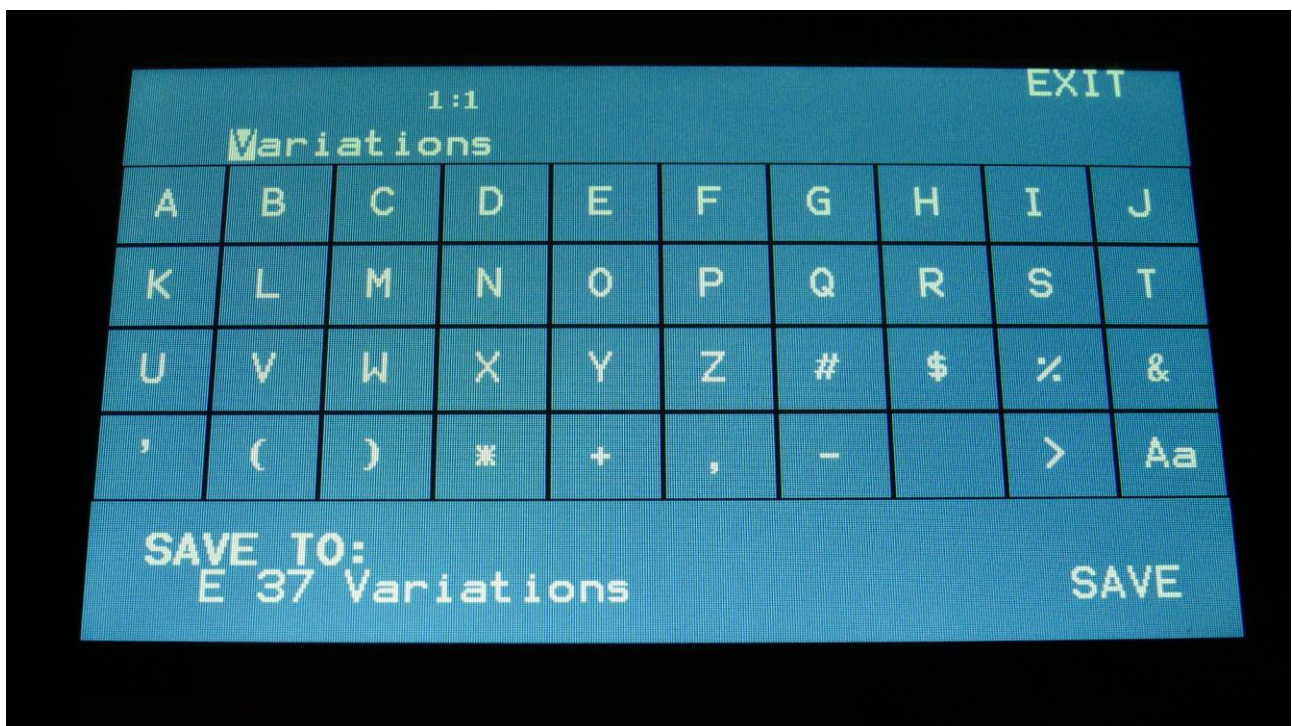 EXIT
1:1
Variations
A B C D E F G H I J
K L M N O P Q R S T
U V W X Y Z # $ % &
' ( ) * + , - > Aa
SAVE TO:
E 37 Variations
SAVE